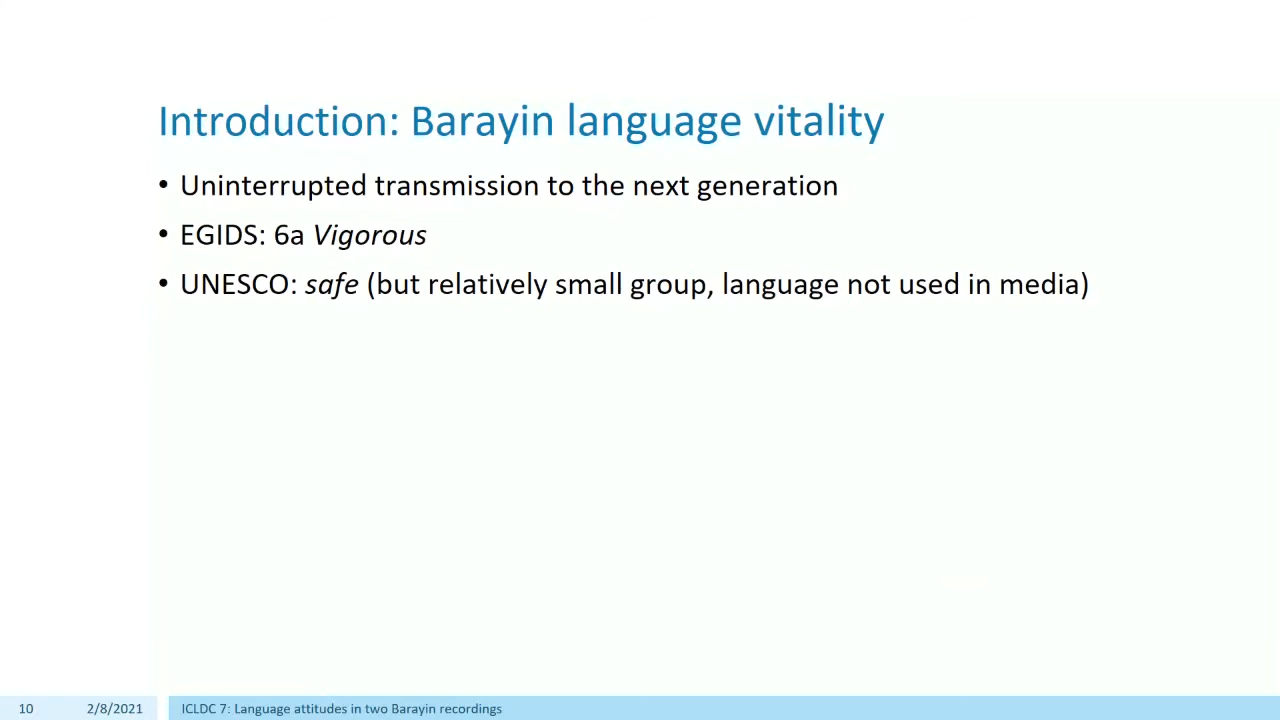 Introduction: Barayin language vitality
• Uninterrupted transmission to the next generation
• EGIDS: 6a Vigorous
• UNESCO: safe (but relatively small group, language not used in media)
10 2/8/2021 ICLDC 7: Language attitudes in two Barayin recordings